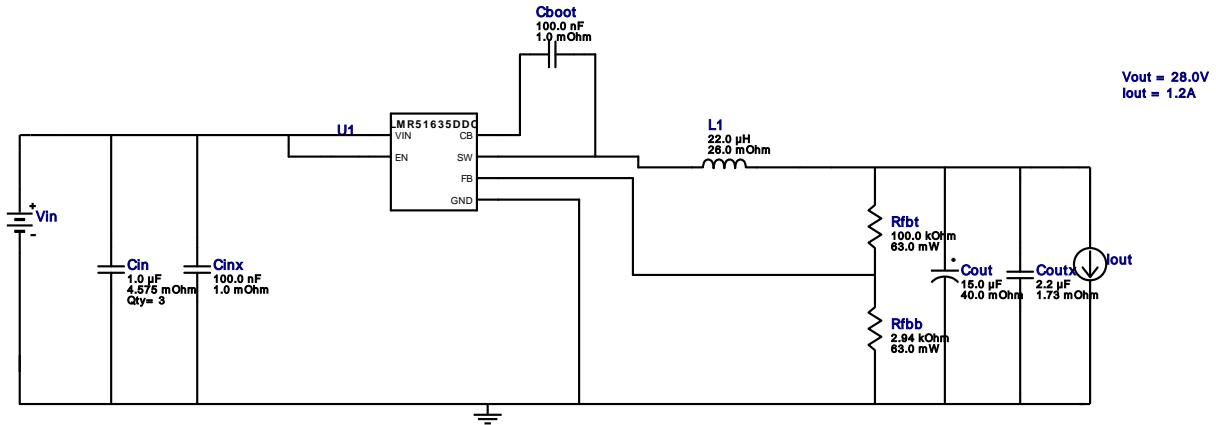 Cboot
100.0 nF
1.0 mOhm
Vout = 28.0V
Iout = 1.2A
U1
LMR51635DDC
VIN
CB
EN
SW
FB
GND
L1
22.0 µH
26.0 mOhm
+
Vin
-
Cin
1.0 µF
4.575 mOhm
Qty= 3
Cinx
100.0 nF
1.0 mOhm
Rfbt
100.0 kOhm
63.0 mW
Rfbb
2.94 kOhm
63.0 mW
Cout
15.0 µF
40.0 mOhm
Coutx
2.2 µF
1.73 mOhm
Iout